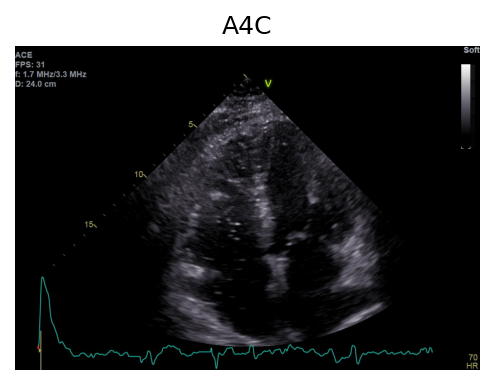 A4C
ACE
FPS: 31
f: 1.7 MHz/3.3 MHz
D: 24.0 cm
Soft
V
5
10
15
70
HR